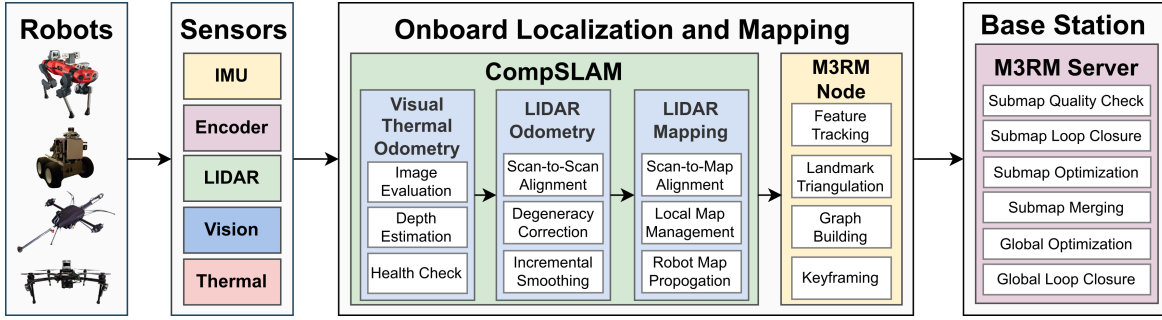 Robots
Sensors
IMU
Encoder
LIDAR
Vision
Thermal
Onboard Localization and Mapping
CompSLAM
Visual
Thermal
Odometry
Image
Evaluation
Depth
Estimation
Health Check
LIDAR
Odometry
Scan-to-Scan
Alignment
Degeneracy
Correction
Incremental
Smoothing
LIDAR
Mapping
Scan-to-Map
Alignment
Local Map
Management
Robot Map
Propogation
M3RM
Node
Feature
Tracking
Landmark
Triangulation
Graph
Building
Keyframing
Base Station
M3RM Server
Submap Quality Check
Submap Loop Closure
Submap Optimization
Submap Merging
Global Optimization
Global Loop Closure